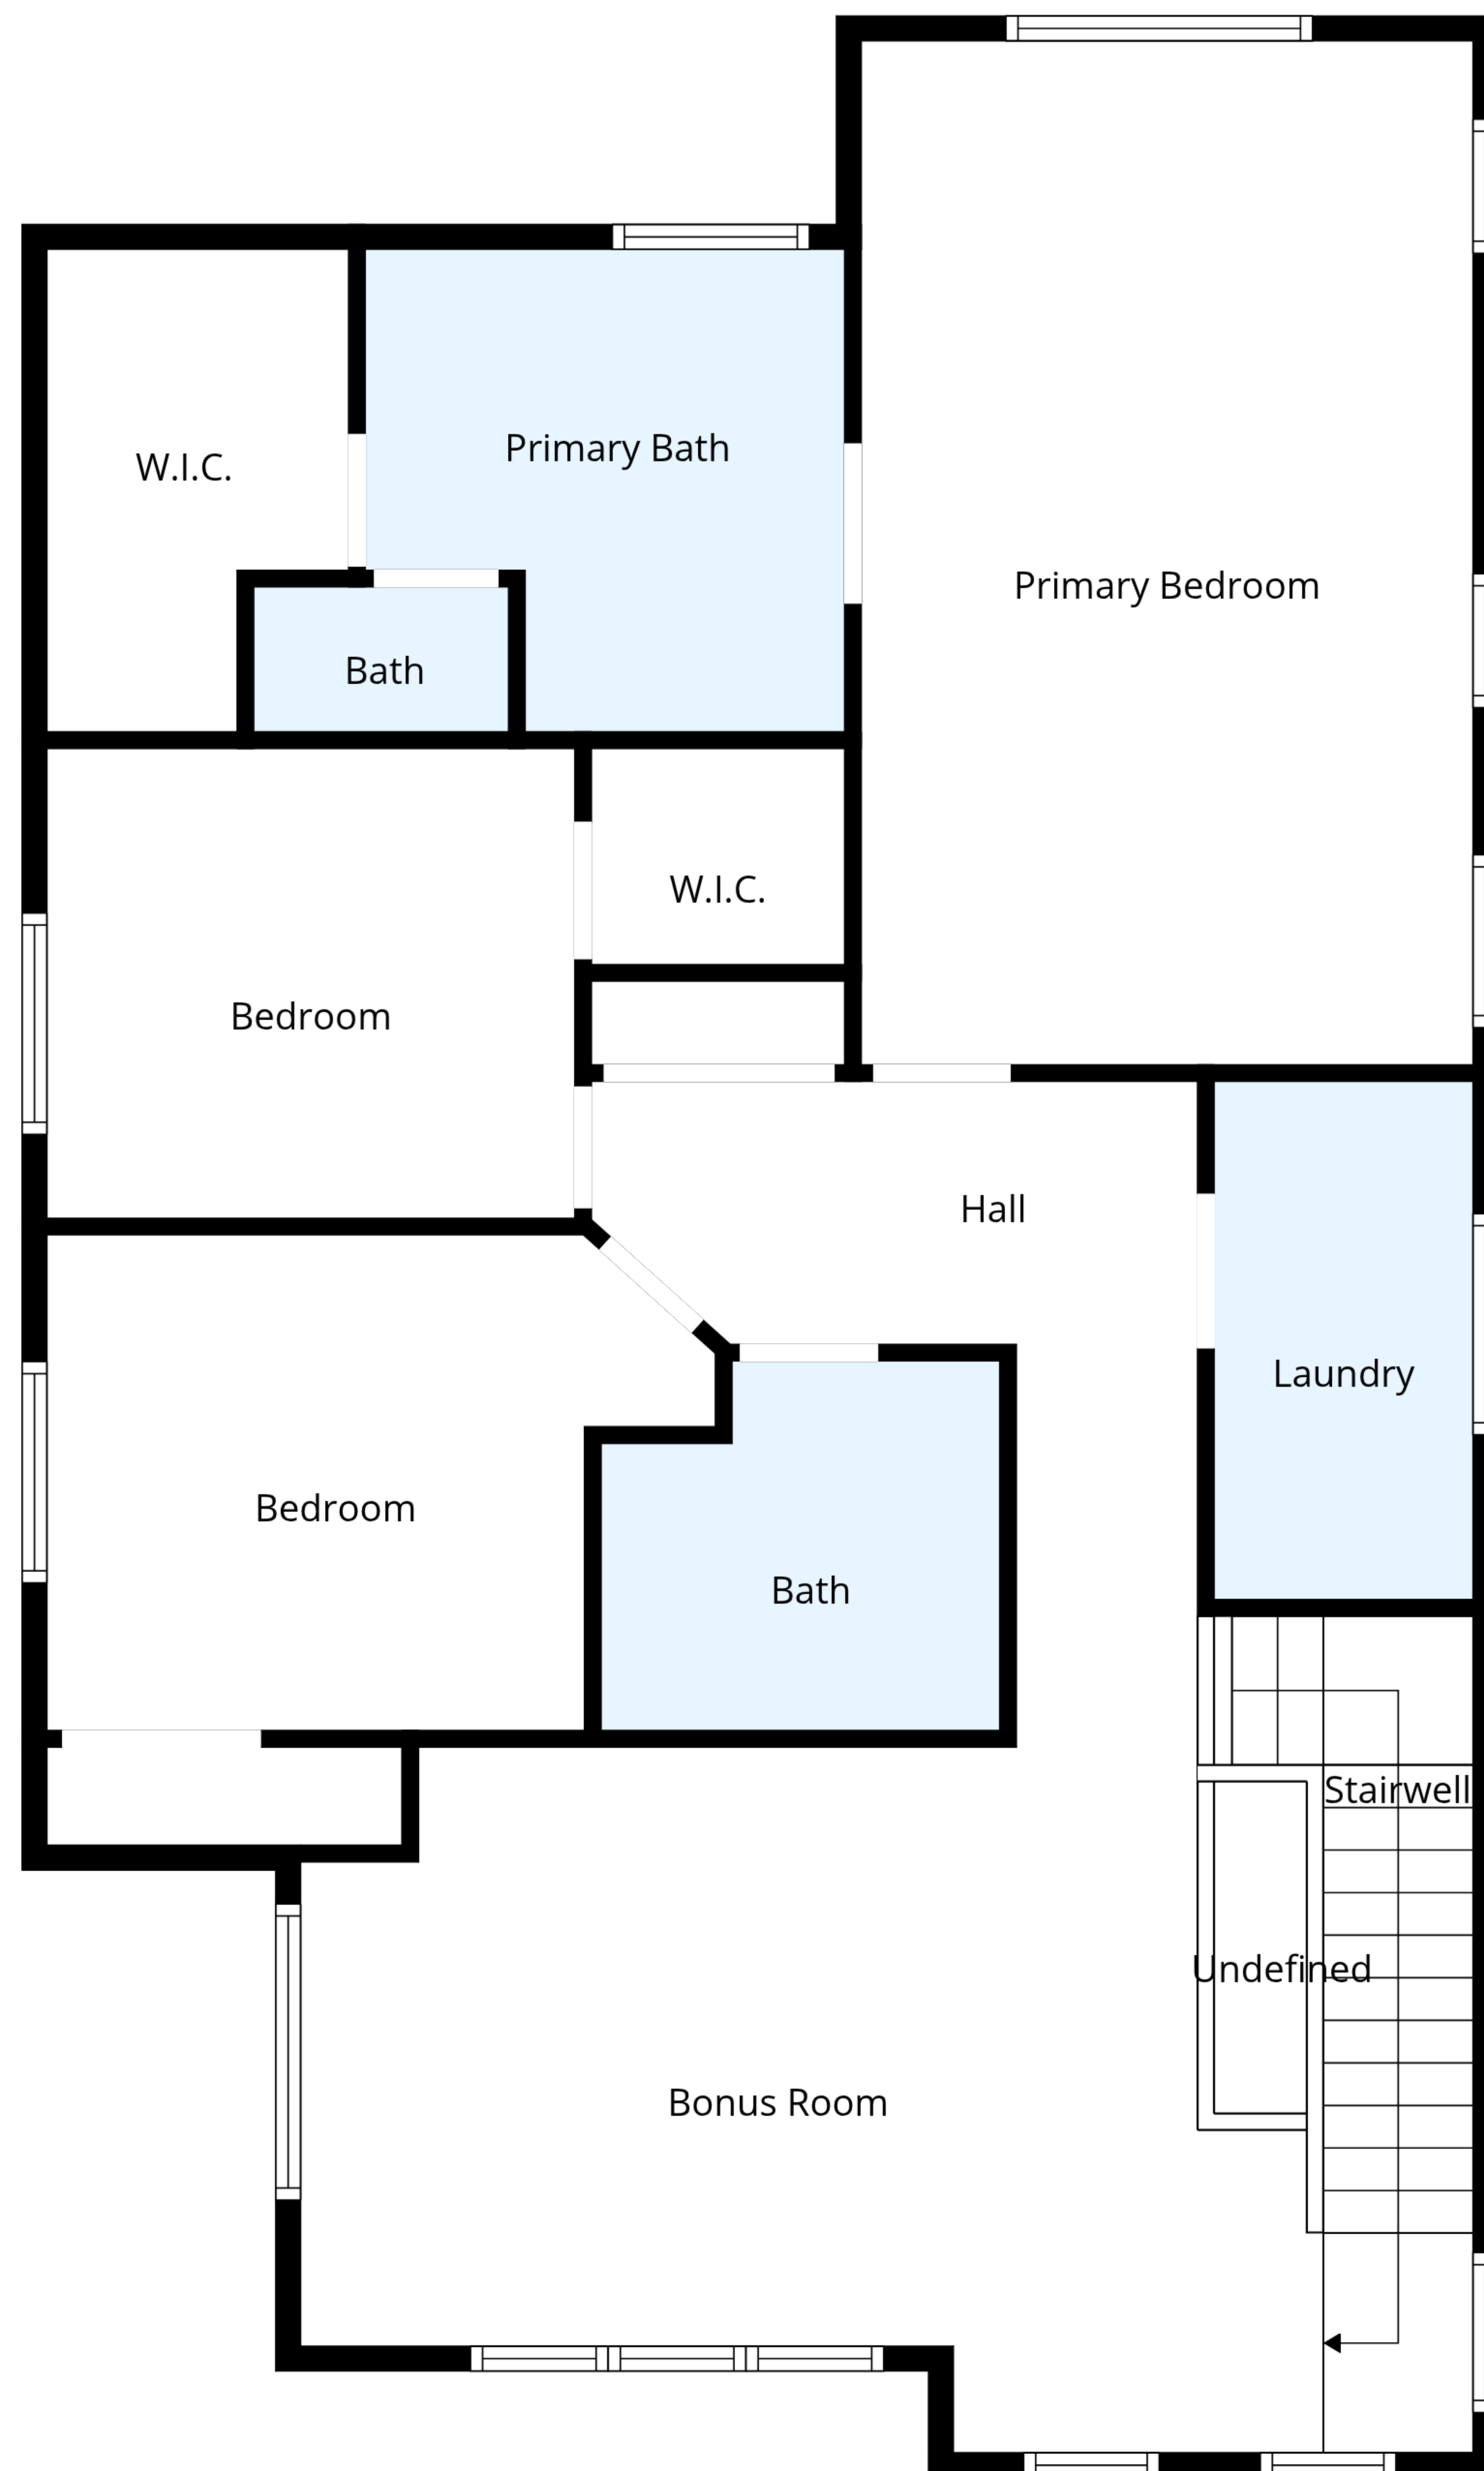 Primary Bath
W.I.C.
Primary Bedroom
Bath
W.I.C.
Bedroom
Hall
Laundry
Bedroom
Bath
Stairwell
Undefined
Bonus Room